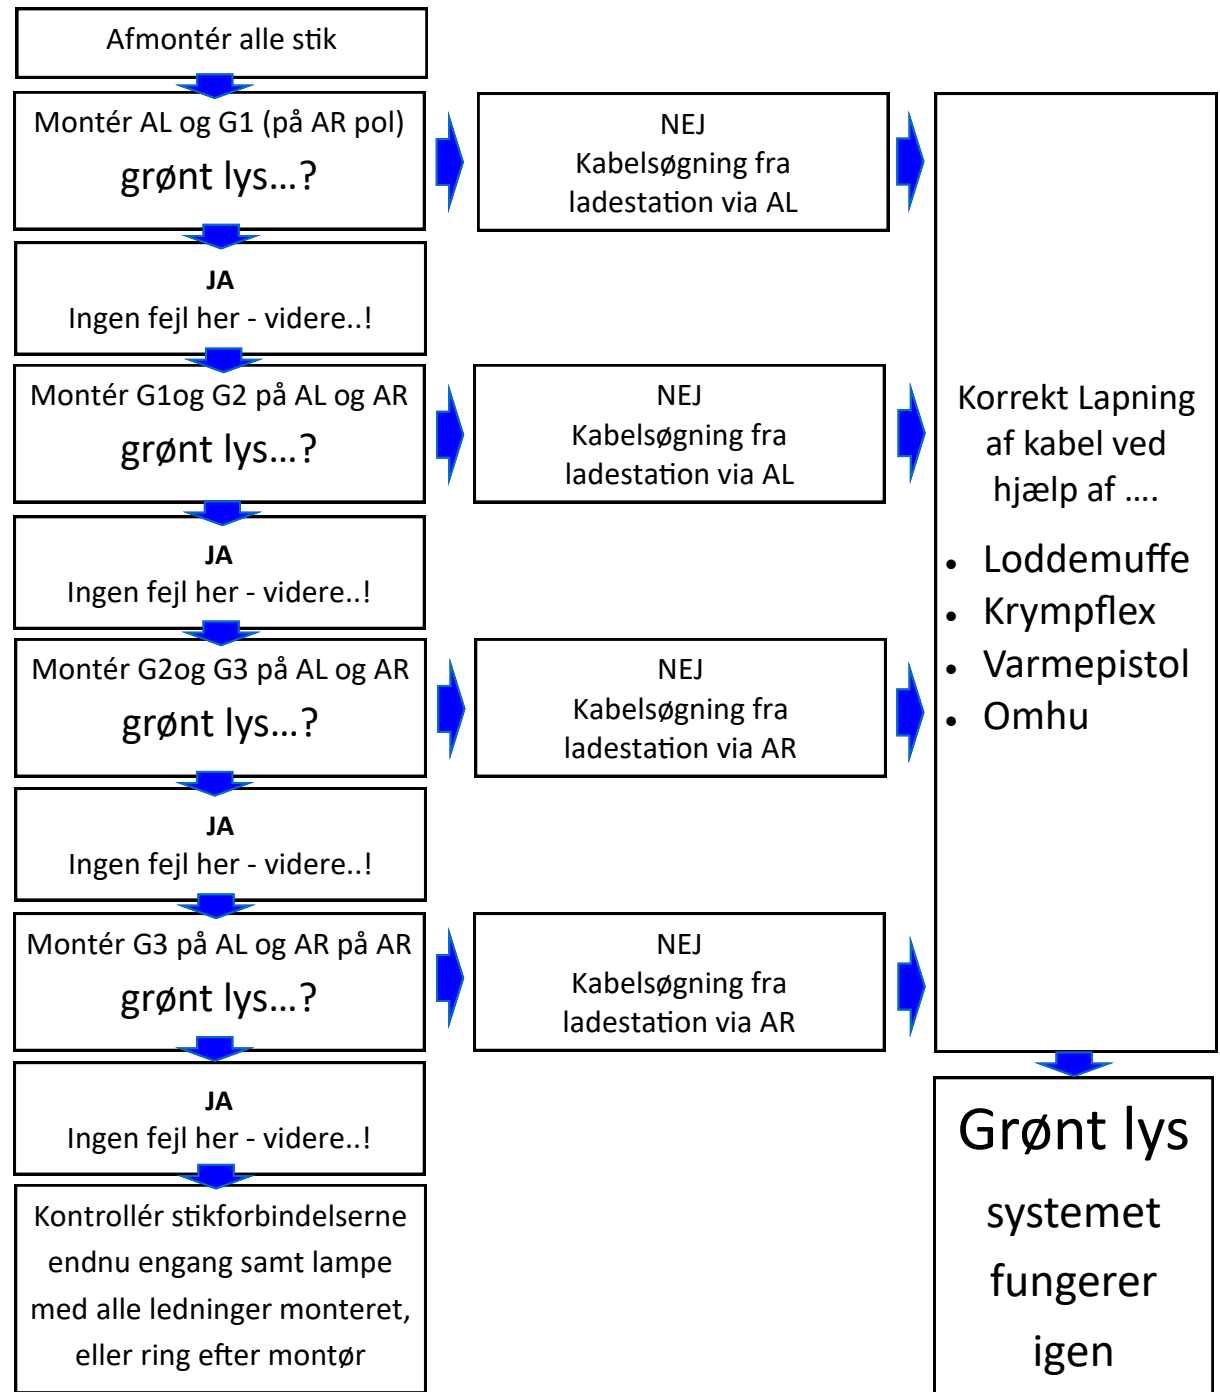 Afmontér alle stik
Montér AL og G1 (på AR pol)
grønt lys...?
NEJ
Kabelsøgning fra
ladestation via AL
JA
Ingen fejl her - videre..!
Montér G1og G2 på AL og AR
grønt lys...?
NEJ
Kabelsøgning fra
ladestation via AL
JA
Ingen fejl her - videre..!
Montér G2og G3 på AL og AR
grønt lys...?
NEJ
Kabelsøgning fra
ladestation via AR
JA
Ingen fejl her - videre..!
Montér G3 på AL og AR på AR
grønt lys...?
NEJ
Kabelsøgning fra
ladestation via AR
JA
Ingen fejl her - videre..!
Kontrollér stikforbindelserne
endnu engang samt lampe
med alle ledninger monteret,
eller ring efter montør
Korrekt Lapning
af kabel ved
hjælp af ....
• Loddemuffe
• Krympflex
• Varmepistol
• Omhu
Grønt lys
systemet
fungerer
igen